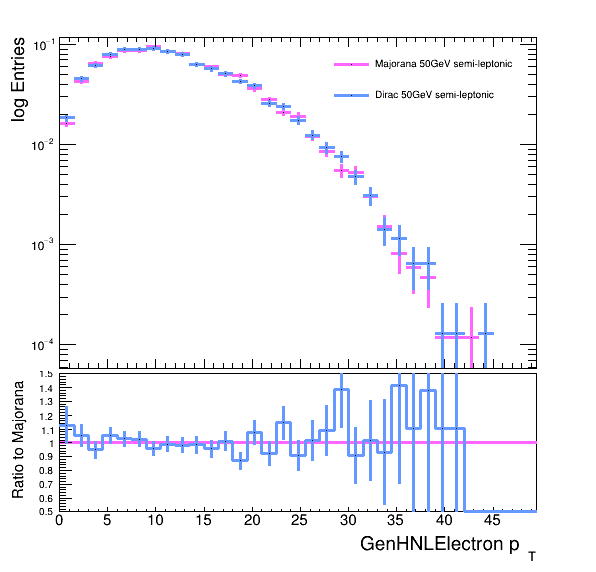 log Entries
10⁻¹
10⁻²
10⁻³
10⁻⁴
Majorana 50GeV semi-leptonic
Dirac 50GeV semi-leptonic
Ratio to Majorana
1.5
1.4
1.3
1.2
1.1
1
0.9
0.8
0.7
0.6
0.5
0 5 10 15 20 25 30 35 40 45
GenHNLElectron p_T